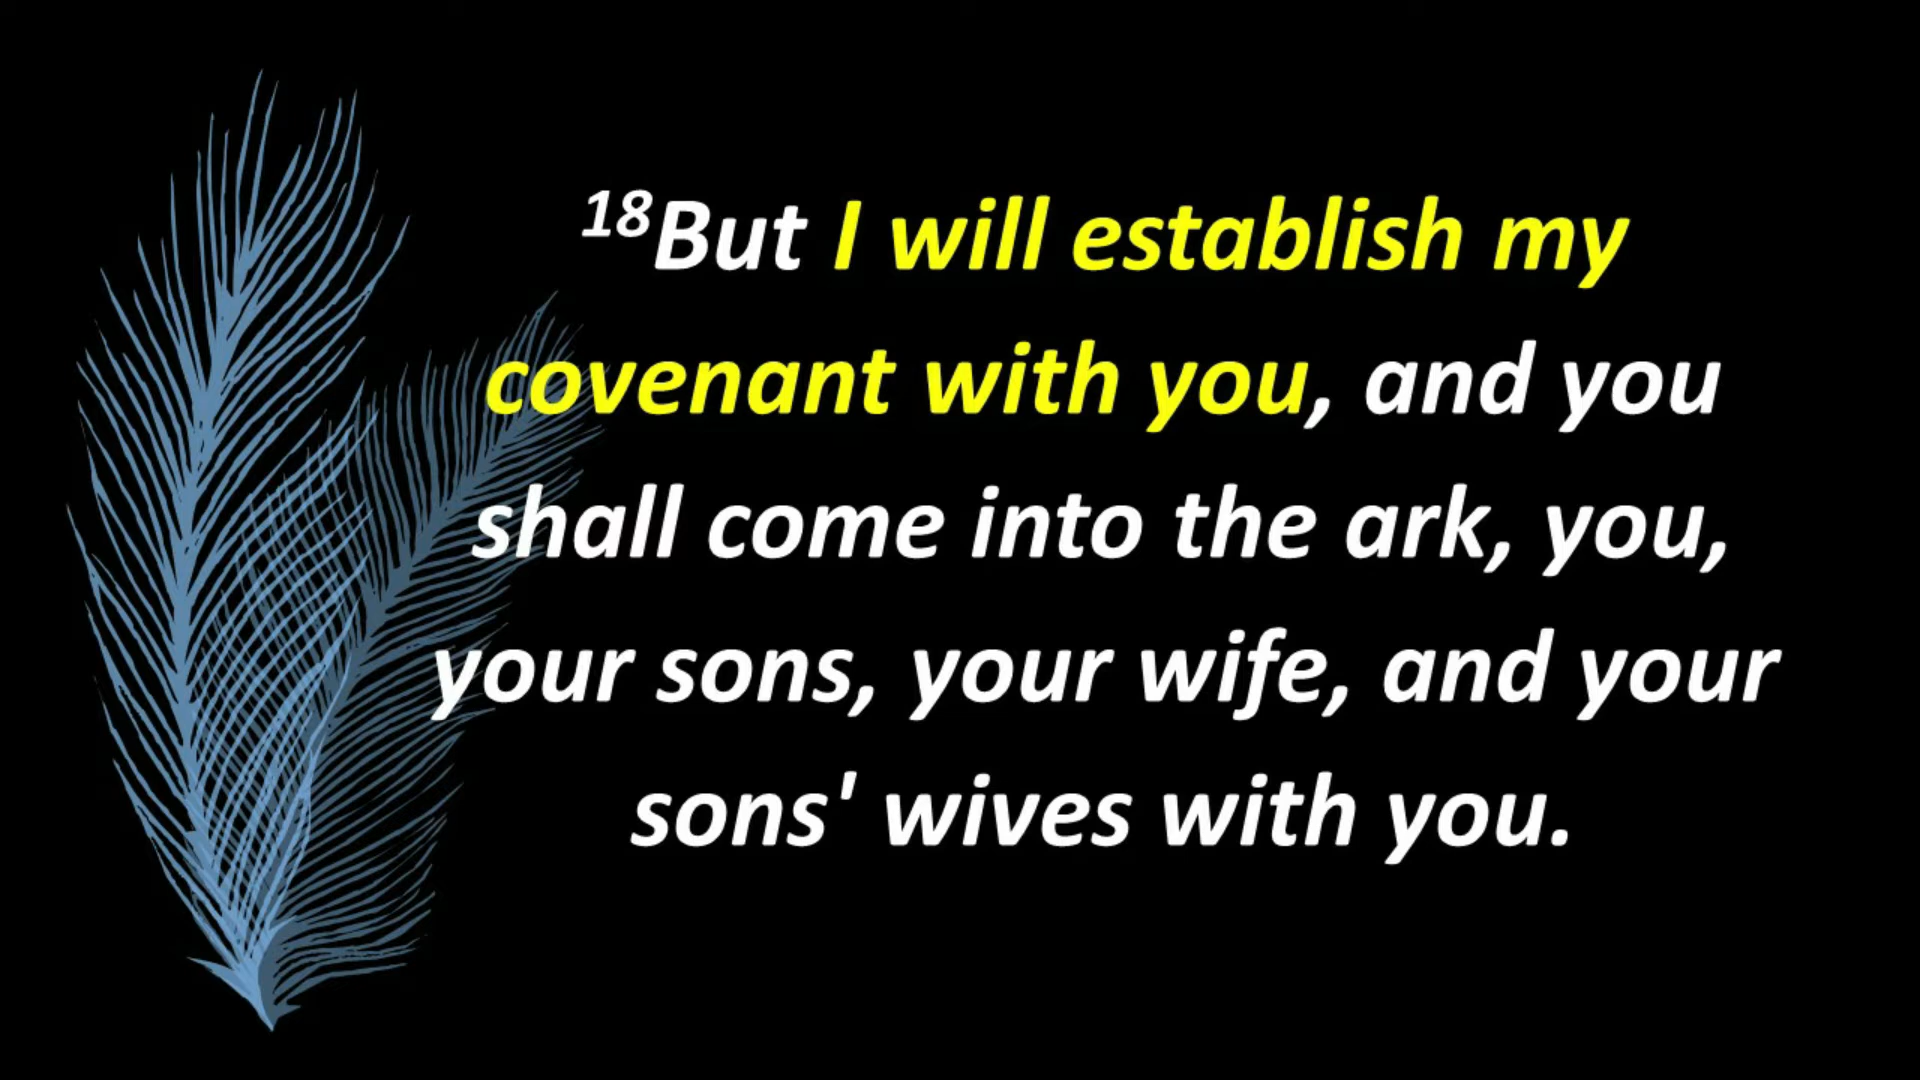 18But I will establish my
covenant with you, and you
shall come into the ark, you,
your sons, your wife, and your
sons' wives with you.